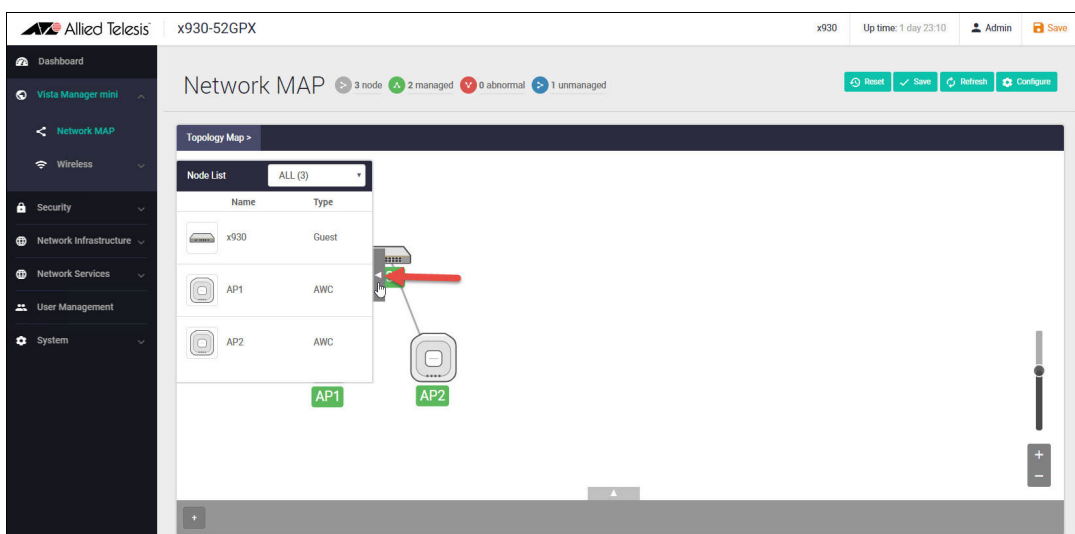 Allied Telesis
x930-52GPX
x930
Up time: 1 day 23:10
Admin
Save
Dashboard
Vista Manager mini
Network MAP
Wireless
Security
Network Infrastructure
Network Services
User Management
System
Network MAP
3 node
2 managed
0 abnormal
1 unmanaged
Reset
Save
Refresh
Configure
Topology Map >
Node List
ALL (3)
Name Type
x930 Guest
AP1 AWC
AP2 AWC
AP1
AP2
+
−
+